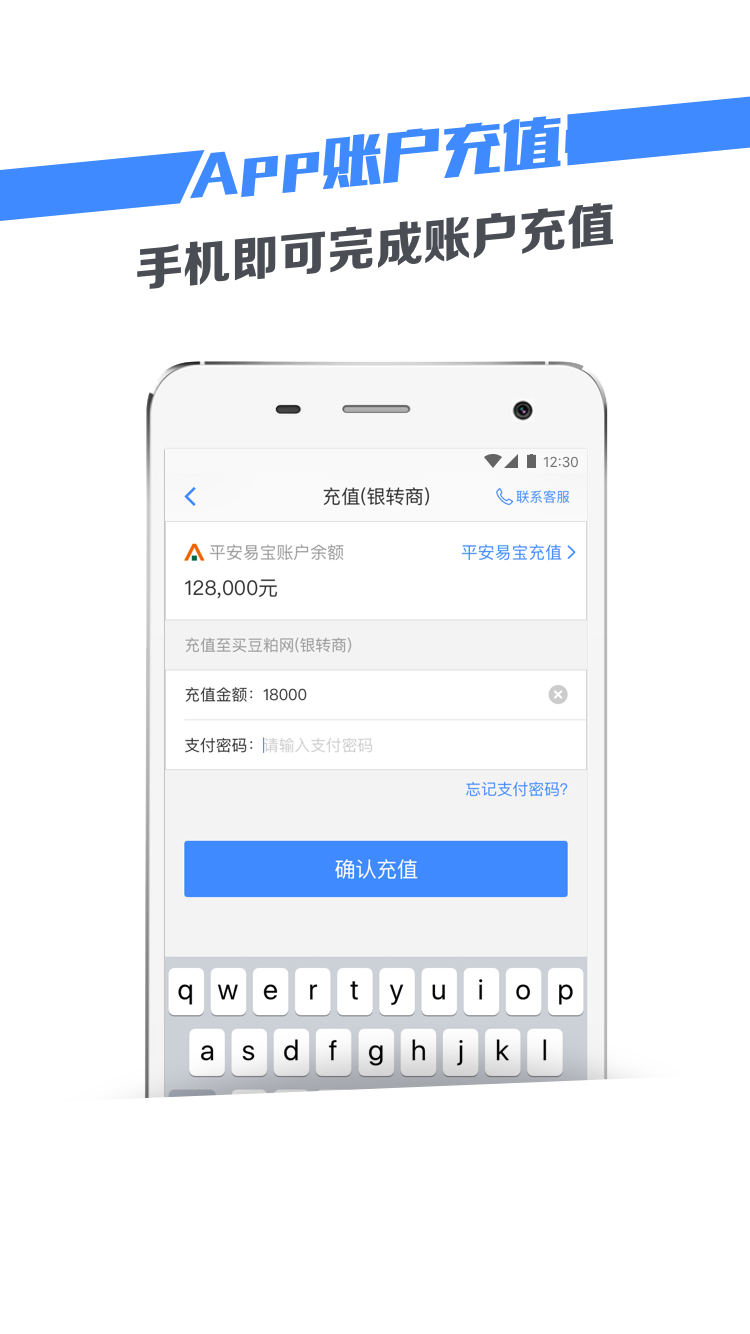 App账户充值
手机即可完成账户充值
12:30
充值(银转商) 联系客服
平安易宝账户余额 平安易宝充值
128,000元
充值至买豆粕网(银转商)
充值金额：18000
支付密码：请输入支付密码
忘记支付密码?
确认充值
q w e r t y u i o p
a s d f g h j k l